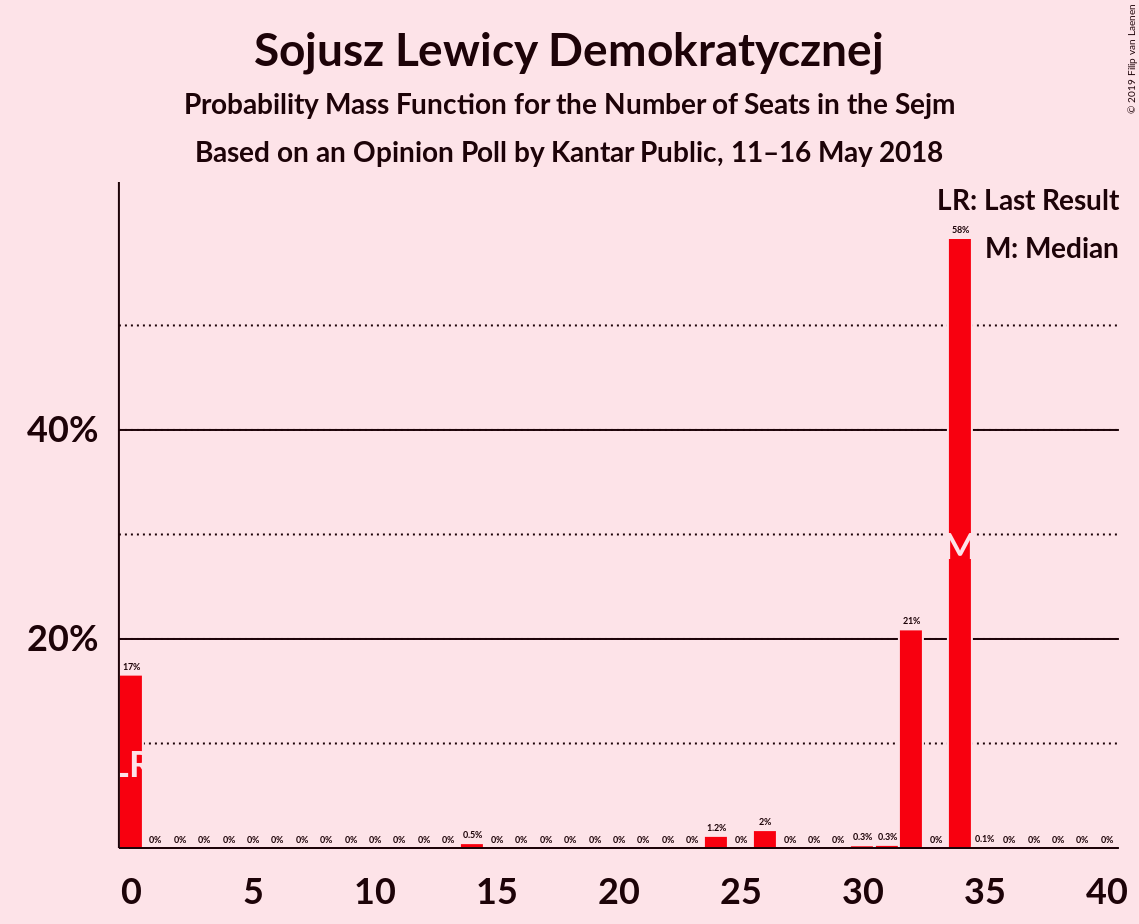 Sojusz Lewicy Demokratycznej
Probability Mass Function for the Number of Seats in the Sejm
Based on an Opinion Poll by Kantar Public, 11–16 May 2018
© 2019 Filip van Laenen
LR: Last Result
M: Median
58%
40%
M
21%
20%
17%
LR
0% 0% 0% 0% 0% 0% 0% 0% 0% 0% 0% 0% 0% 0.5% 0% 0% 0% 0% 0% 0% 0% 0% 0% 1.2% 0% 2% 0% 0% 0% 0.3% 0.3% 0% 0.1% 0% 0% 0% 0% 0%
0 5 10 15 20 25 30 35 40